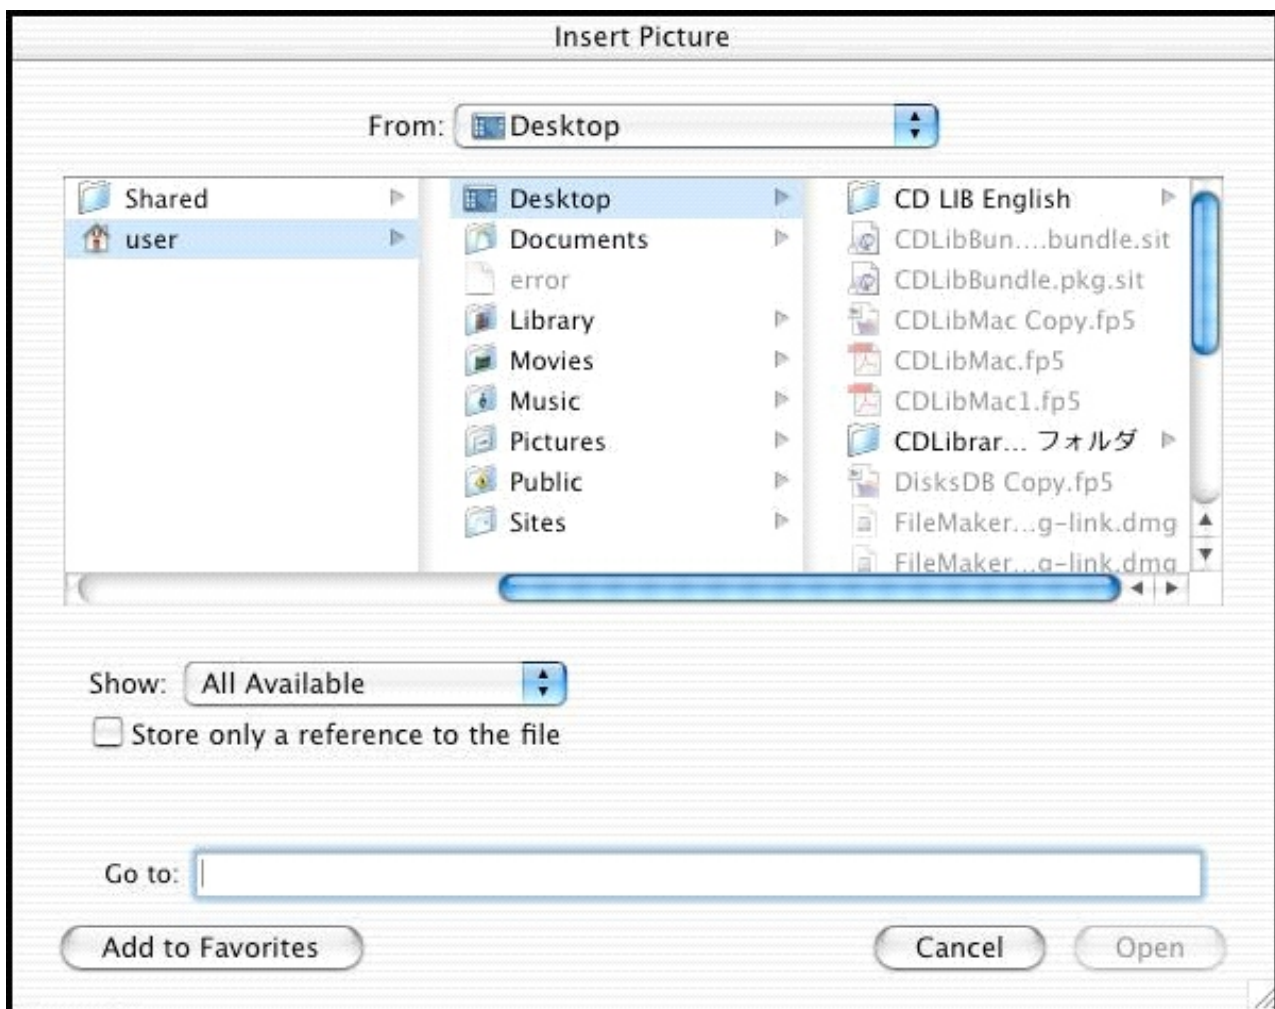 Insert Picture
From: Desktop
Shared
user
Desktop
Documents
error
Library
Movies
Music
Pictures
Public
Sites
CD LIB English
CDLibBun....bundle.sit
CDLibBundle.pkg.sit
CDLibMac Copy.fp5
CDLibMac.fp5
CDLibMac1.fp5
CDLibrar... フォルダ
DisksDB Copy.fp5
FileMaker...g-link.dmg
FileMaker...g-link.dmg
Show: All Available
Store only a reference to the file
Go to:
Add to Favorites
Cancel
Open